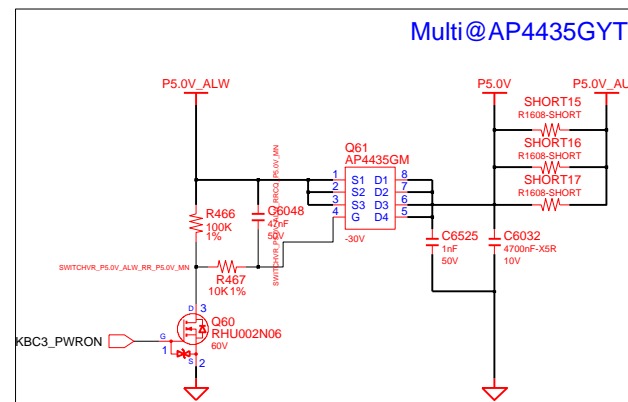 Multi@AP4435GYT
P5.0V_ALW
P5.0V
P5.0V_AU
SHORT15
R1608-SHORT
SHORT16
R1608-SHORT
SHORT17
R1608-SHORT
Q61
AP4435GM
1 S1 D1 8
2 S2 D2 7
3 S3 D3 6
4 G D4 5
-30V
R466
100K
1%
C6048
47nF
50V
SWITCHVR_P5.0V_ALW_RR_P5.0V_MN
R467
10K 1%
C6525
1nF
50V
C6032
4700nF-X5R
10V
D 3
Q60
RHU002N06
60V
KBC3_PWRON
G
1
S
2